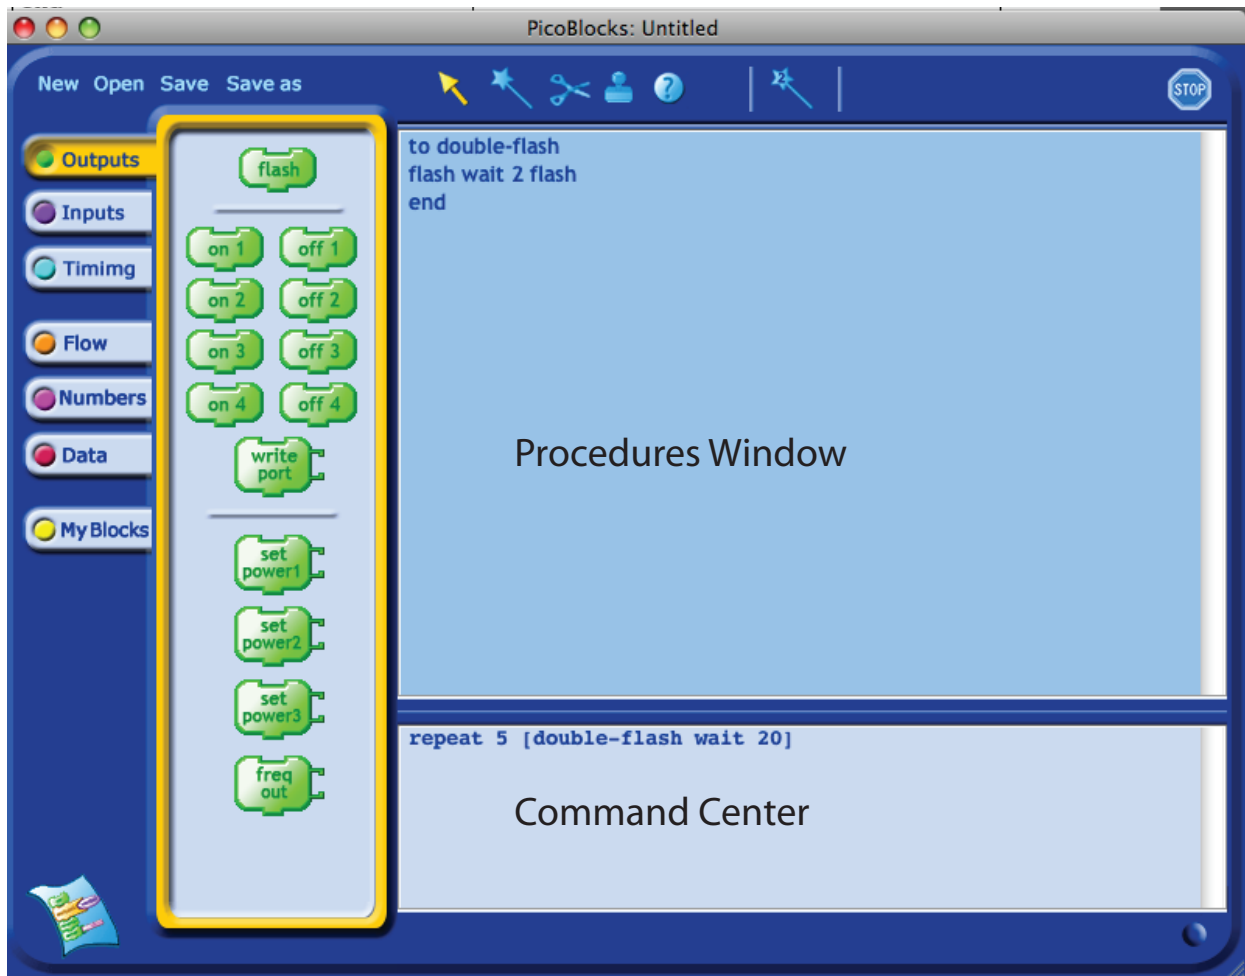 PicoBlocks: Untitled
New Open Save Save as
?
2
STOP
Outputs
Inputs
Timimg
Flow
Numbers
Data
My Blocks
flash
on 1 off 1
on 2 off 2
on 3 off 3
on 4 off 4
write
port
set
power1
set
power2
set
power3
freq
out
to double-flash
flash wait 2 flash
end
Procedures Window
repeat 5 [double-flash wait 20]
Command Center